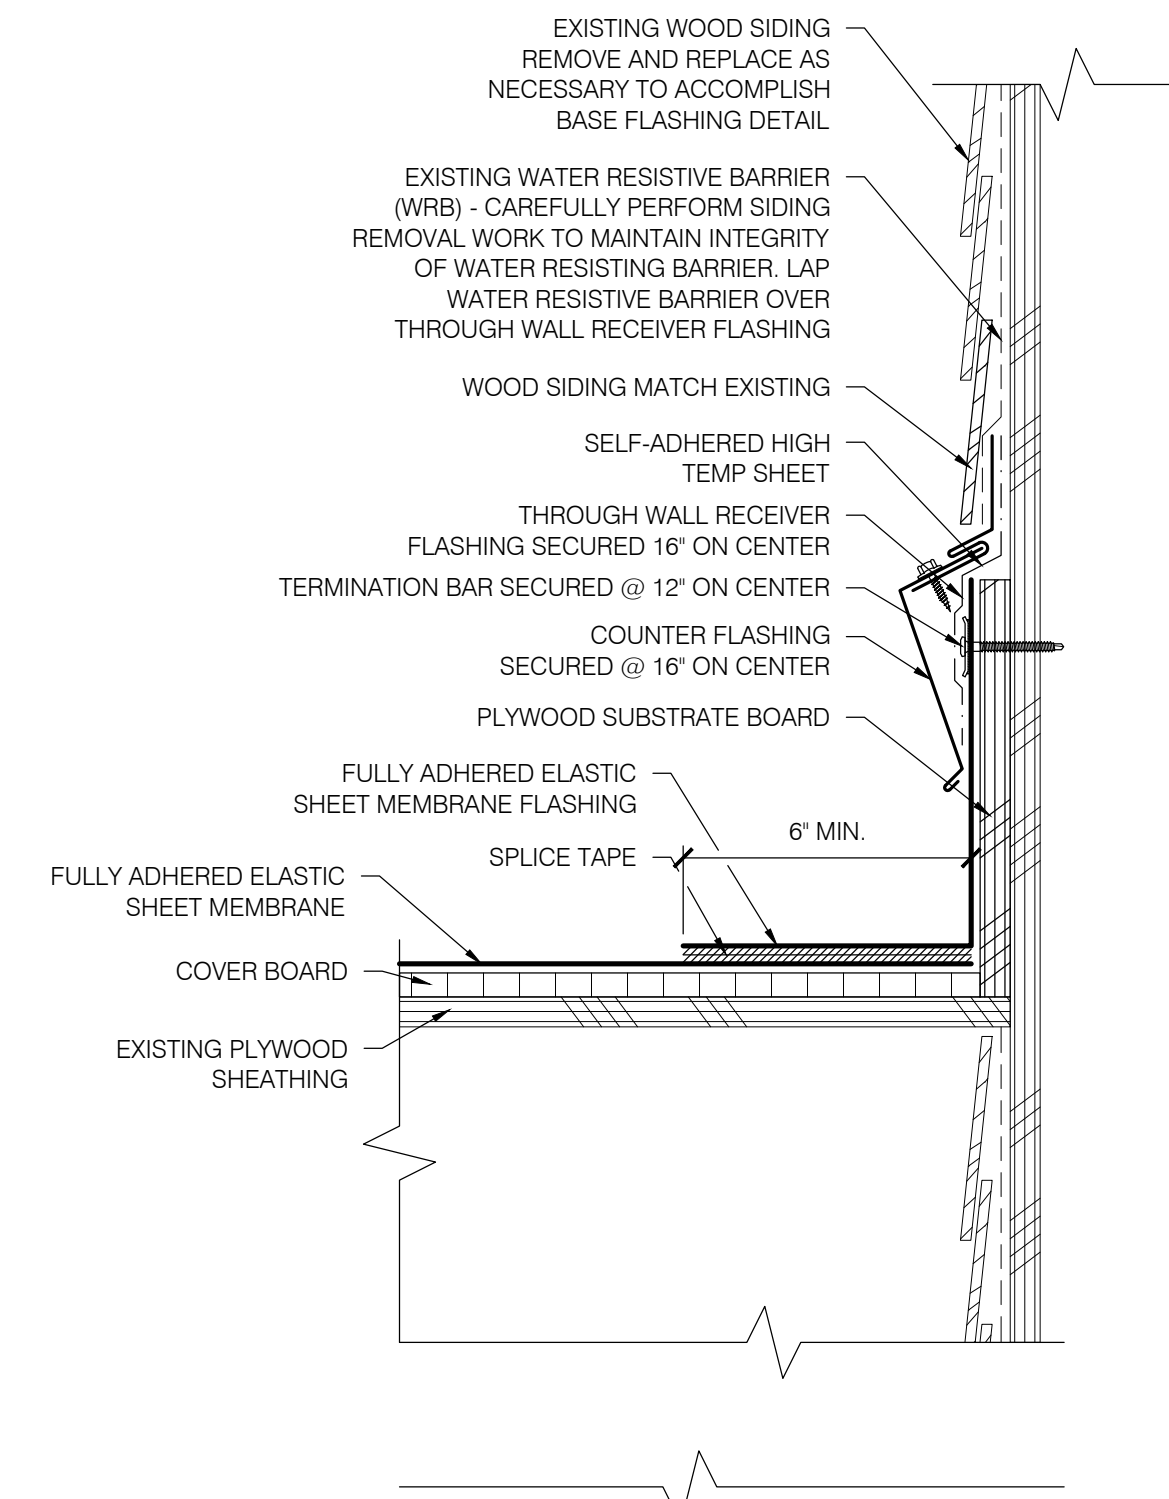 EXISTING WOOD SIDING
REMOVE AND REPLACE AS
NECESSARY TO ACCOMPLISH
BASE FLASHING DETAIL
EXISTING WATER RESISTIVE BARRIER
(WRB) - CAREFULLY PERFORM SIDING
REMOVAL WORK TO MAINTAIN INTEGRITY
OF WATER RESISTING BARRIER. LAP
WATER RESISTIVE BARRIER OVER
THROUGH WALL RECEIVER FLASHING
WOOD SIDING MATCH EXISTING
SELF-ADHERED HIGH
TEMP SHEET
THROUGH WALL RECEIVER
FLASHING SECURED 16" ON CENTER
TERMINATION BAR SECURED @ 12" ON CENTER
COUNTER FLASHING
SECURED @ 16" ON CENTER
PLYWOOD SUBSTRATE BOARD
FULLY ADHERED ELASTIC
SHEET MEMBRANE FLASHING
6" MIN.
SPLICE TAPE
FULLY ADHERED ELASTIC
SHEET MEMBRANE
COVER BOARD
EXISTING PLYWOOD
SHEATHING